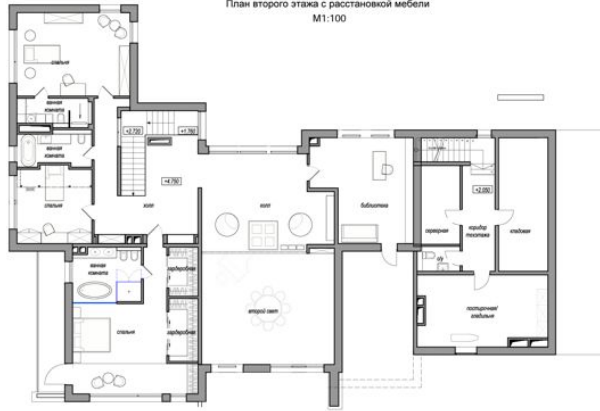 План второго этажа с расстановкой мебели
М1:100
спальня
ванная
комната
+2.720
+1.760
ванная
комната
+4.750
+2.050
спальня
холл
холл
библиотека
серверная
коридор
техэтажа
кладовая
с/у
ванная
комната
гардеробная
гардеробная
спальня
второй свет
постирочная/
гладильня